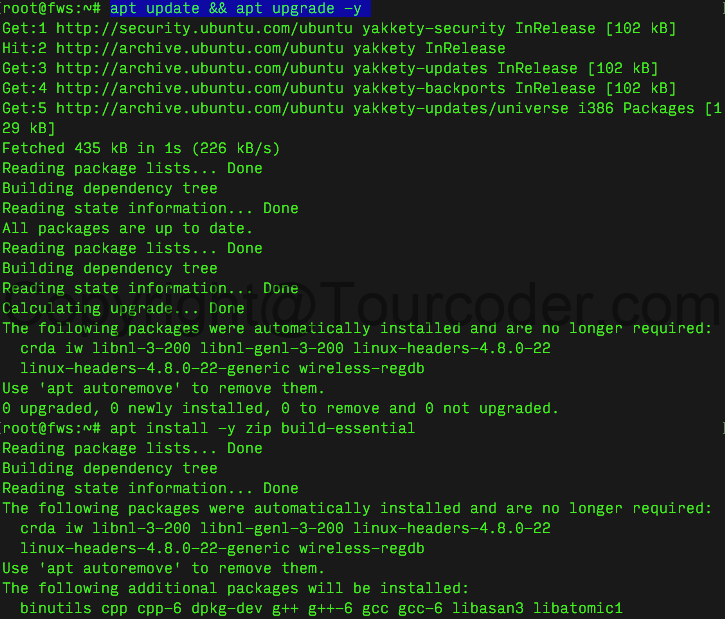 [root@fws:~# apt update && apt upgrade -y ]
Get:1 http://security.ubuntu.com/ubuntu yakkety-security InRelease [102 kB]
Hit:2 http://archive.ubuntu.com/ubuntu yakkety InRelease
Get:3 http://archive.ubuntu.com/ubuntu yakkety-updates InRelease [102 kB]
Get:4 http://archive.ubuntu.com/ubuntu yakkety-backports InRelease [102 kB]
Get:5 http://archive.ubuntu.com/ubuntu yakkety-updates/universe i386 Packages [1
29 kB]
Fetched 435 kB in 1s (226 kB/s)
Reading package lists... Done
Building dependency tree
Reading state information... Done
All packages are up to date.
Reading package lists... Done
Building dependency tree
Reading state information... Done
Copyright@Tourcoder.com
Calculating upgrade... Done
The following packages were automatically installed and are no longer required:
  crda iw libnl-3-200 libnl-genl-3-200 linux-headers-4.8.0-22
  linux-headers-4.8.0-22-generic wireless-regdb
Use 'apt autoremove' to remove them.
0 upgraded, 0 newly installed, 0 to remove and 0 not upgraded.
[root@fws:~# apt install -y zip build-essential ]
Reading package lists... Done
Building dependency tree
Reading state information... Done
The following packages were automatically installed and are no longer required:
  crda iw libnl-3-200 libnl-genl-3-200 linux-headers-4.8.0-22
  linux-headers-4.8.0-22-generic wireless-regdb
Use 'apt autoremove' to remove them.
The following additional packages will be installed:
  binutils cpp cpp-6 dpkg-dev g++ g++-6 gcc gcc-6 libasan3 libatomic1